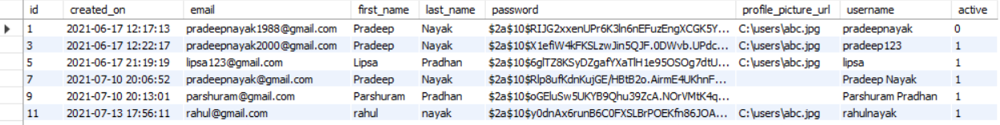 id created_on email first_name last_name password profile_picture_url username active
1 2021-06-17 12:17:13 pradeepnayak1988@gmail.com Pradeep Nayak $2a$10$RIJG2xxenUPr6K3ln6nEFuzEngXCGK5Y... C:\users\abc.jpg pradeepnayak 0
3 2021-06-17 12:22:17 pradeepnayak2000@gmail.com Pradeep Nayak $2a$10$X1efiW4kFKSLzwJin5QJF.0DWvb.UPdc... C:\users\abc.jpg pradeep123 1
5 2021-06-17 21:19:19 lipsa123@gmail.com Lipsa Pradhan $2a$10$6glTZ8KSyDZgafYXaTlH1e95OSOg7dtU... C:\users\abc.jpg lipsa 1
7 2021-07-10 20:06:52 pradeepnayak@gmail.com Pradeep Nayak $2a$10$Rlp8ufKdnKujGE/HBtB2o.AirmE4UKhnF... Pradeep Nayak 1
9 2021-07-10 20:13:01 parshuram@gmail.com Parshuram Pradhan $2a$10$oGEluSw5UKYB9Qhu39ZcA.NOrVMtK4q... Parshuram Pradhan 1
11 2021-07-13 17:56:11 rahul@gmail.com rahul nayak $2a$10$y0dnAx6runB6C0FXSLBrPOEKfn86JOA... C:\users\abc.jpg rahulnayak 1